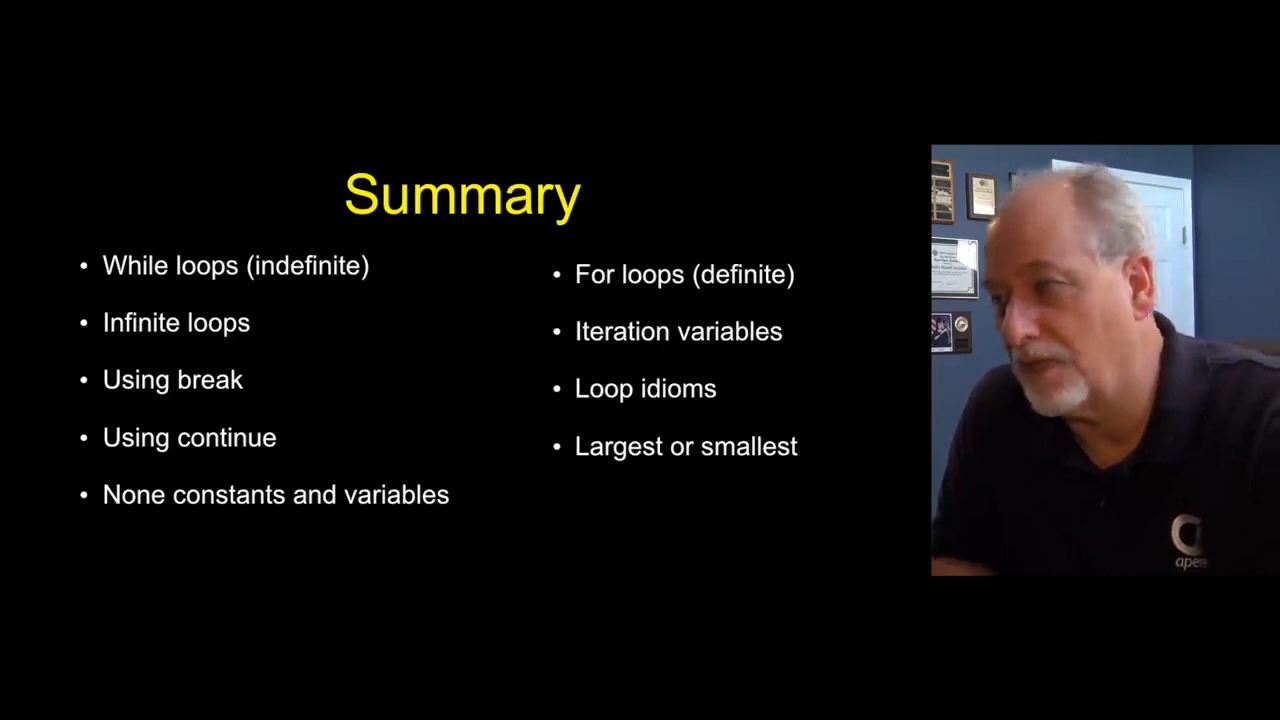 Summary
While loops (indefinite)
Infinite loops
Using break
Using continue
None constants and variables
For loops (definite)
Iteration variables
Loop idioms
Largest or smallest